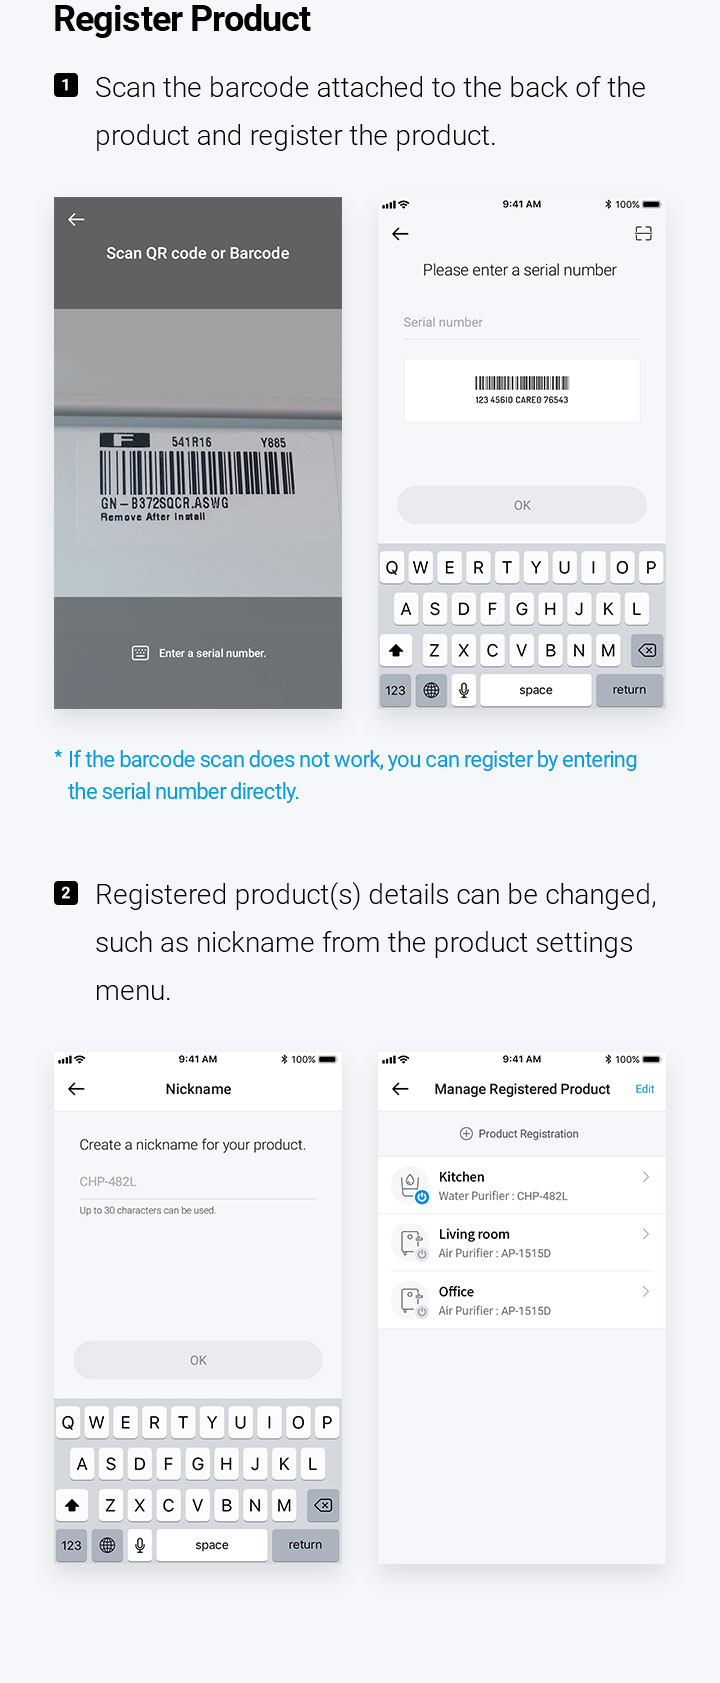 Register Product
1 Scan the barcode attached to the back of the
product and register the product.
Scan QR code or Barcode
F 541R16 Y885
GN-B372SQCR.ASWG
Remove After Install
Enter a serial number.
9:41 AM 100%
Please enter a serial number
Serial number
123 45610 CARE0 76543
OK
Q W E R T Y U I O P
A S D F G H J K L
Z X C V B N M
123 space return
* If the barcode scan does not work, you can register by entering
the serial number directly.
2 Registered product(s) details can be changed,
such as nickname from the product settings
menu.
9:41 AM 100%
Nickname
Create a nickname for your product.
CHP-482L
Up to 30 characters can be used.
OK
Q W E R T Y U I O P
A S D F G H J K L
Z X C V B N M
123 space return
9:41 AM 100%
Manage Registered Product Edit
Product Registration
Kitchen
Water Purifier : CHP-482L
Living room
Air Purifier : AP-1515D
Office
Air Purifier : AP-1515D